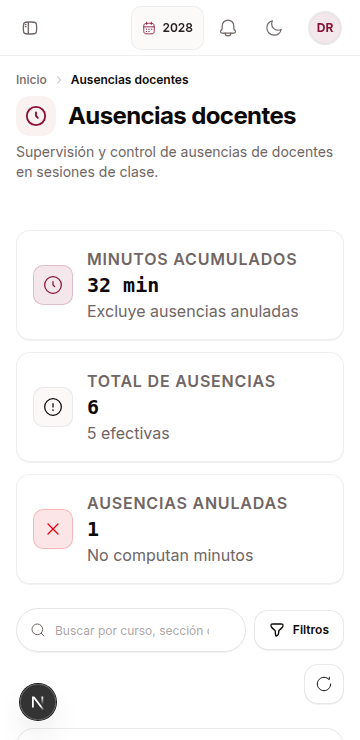 2028
DR
Inicio
Ausencias docentes
Ausencias docentes
Supervisión y control de ausencias de docentes
en sesiones de clase.
MINUTOS ACUMULADOS
32 min
Excluye ausencias anuladas
TOTAL DE AUSENCIAS
6
5 efectivas
AUSENCIAS ANULADAS
1
No computan minutos
Buscar por curso, sección
Filtros
N